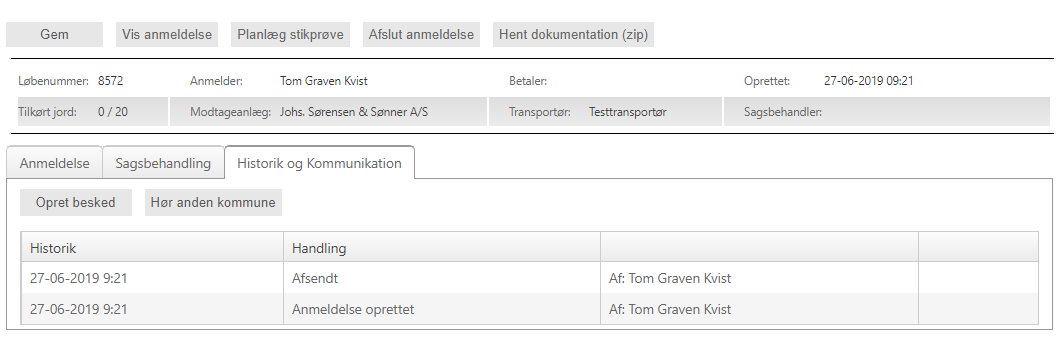 Gem Vis anmeldelse Planlæg stikprøve Afslut anmeldelse Hent dokumentation (zip)
Løbenummer: 8572 Anmelder: Tom Graven Kvist Betaler: Oprettet: 27-06-2019 09:21
Tilkørt jord: 0 / 20 Modtageanlæg: Johs. Sørensen & Sønner A/S Transportør: Testtransportør Sagsbehandler:
Anmeldelse Sagsbehandling Historik og Kommunikation
Opret besked Hør anden kommune
Historik Handling
27-06-2019 9:21 Afsendt Af: Tom Graven Kvist
27-06-2019 9:21 Anmeldelse oprettet Af: Tom Graven Kvist